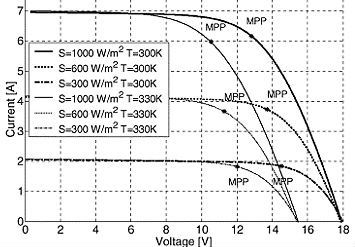 7
MPP
MPP
6
S=1000 W/m² T=300K
S=600 W/m² T=300K
S=300 W/m² T=300K
S=1000 W/m² T=330K
S=600 W/m² T=330K
S=300 W/m² T=330K
5
MPP
MPP
4
3
2
MPP
MPP
1
0
Current [A]
0 2 4 6 8 10 12 14 16 18
Voltage [V]